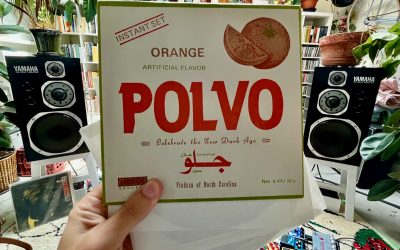 INSTANT SET
ORANGE
ARTIFICIAL FLAVOR
POLVO
Celebrate the New Dark Age
جلو
Produce of North Carolina
YAMAHA
YAMAHA